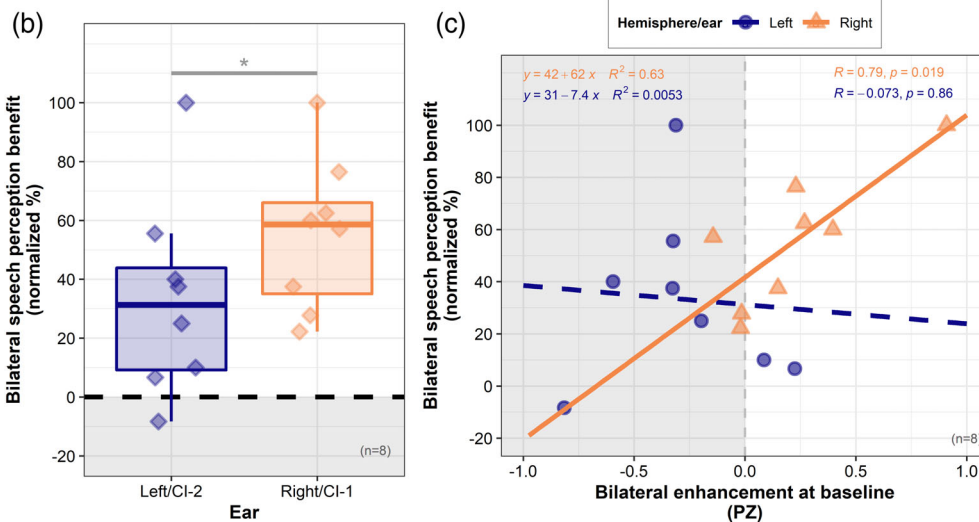 (b)
Bilateral speech perception benefit
(normalized %)
100
80
60
40
20
0
-20
*
(n=8)
Left/CI-2 Right/CI-1
Ear
(c)
Hemisphere/ear Left Right
Bilateral speech perception benefit
(normalized %)
y = 42 + 62 x R² = 0.63
y = 31 − 7.4 x R² = 0.0053
R = 0.79, p = 0.019
R = −0.073, p = 0.86
100
80
60
40
20
0
-20
(n=8
-1.0 -0.5 0.0 0.5 1.0
Bilateral enhancement at baseline
(PZ)